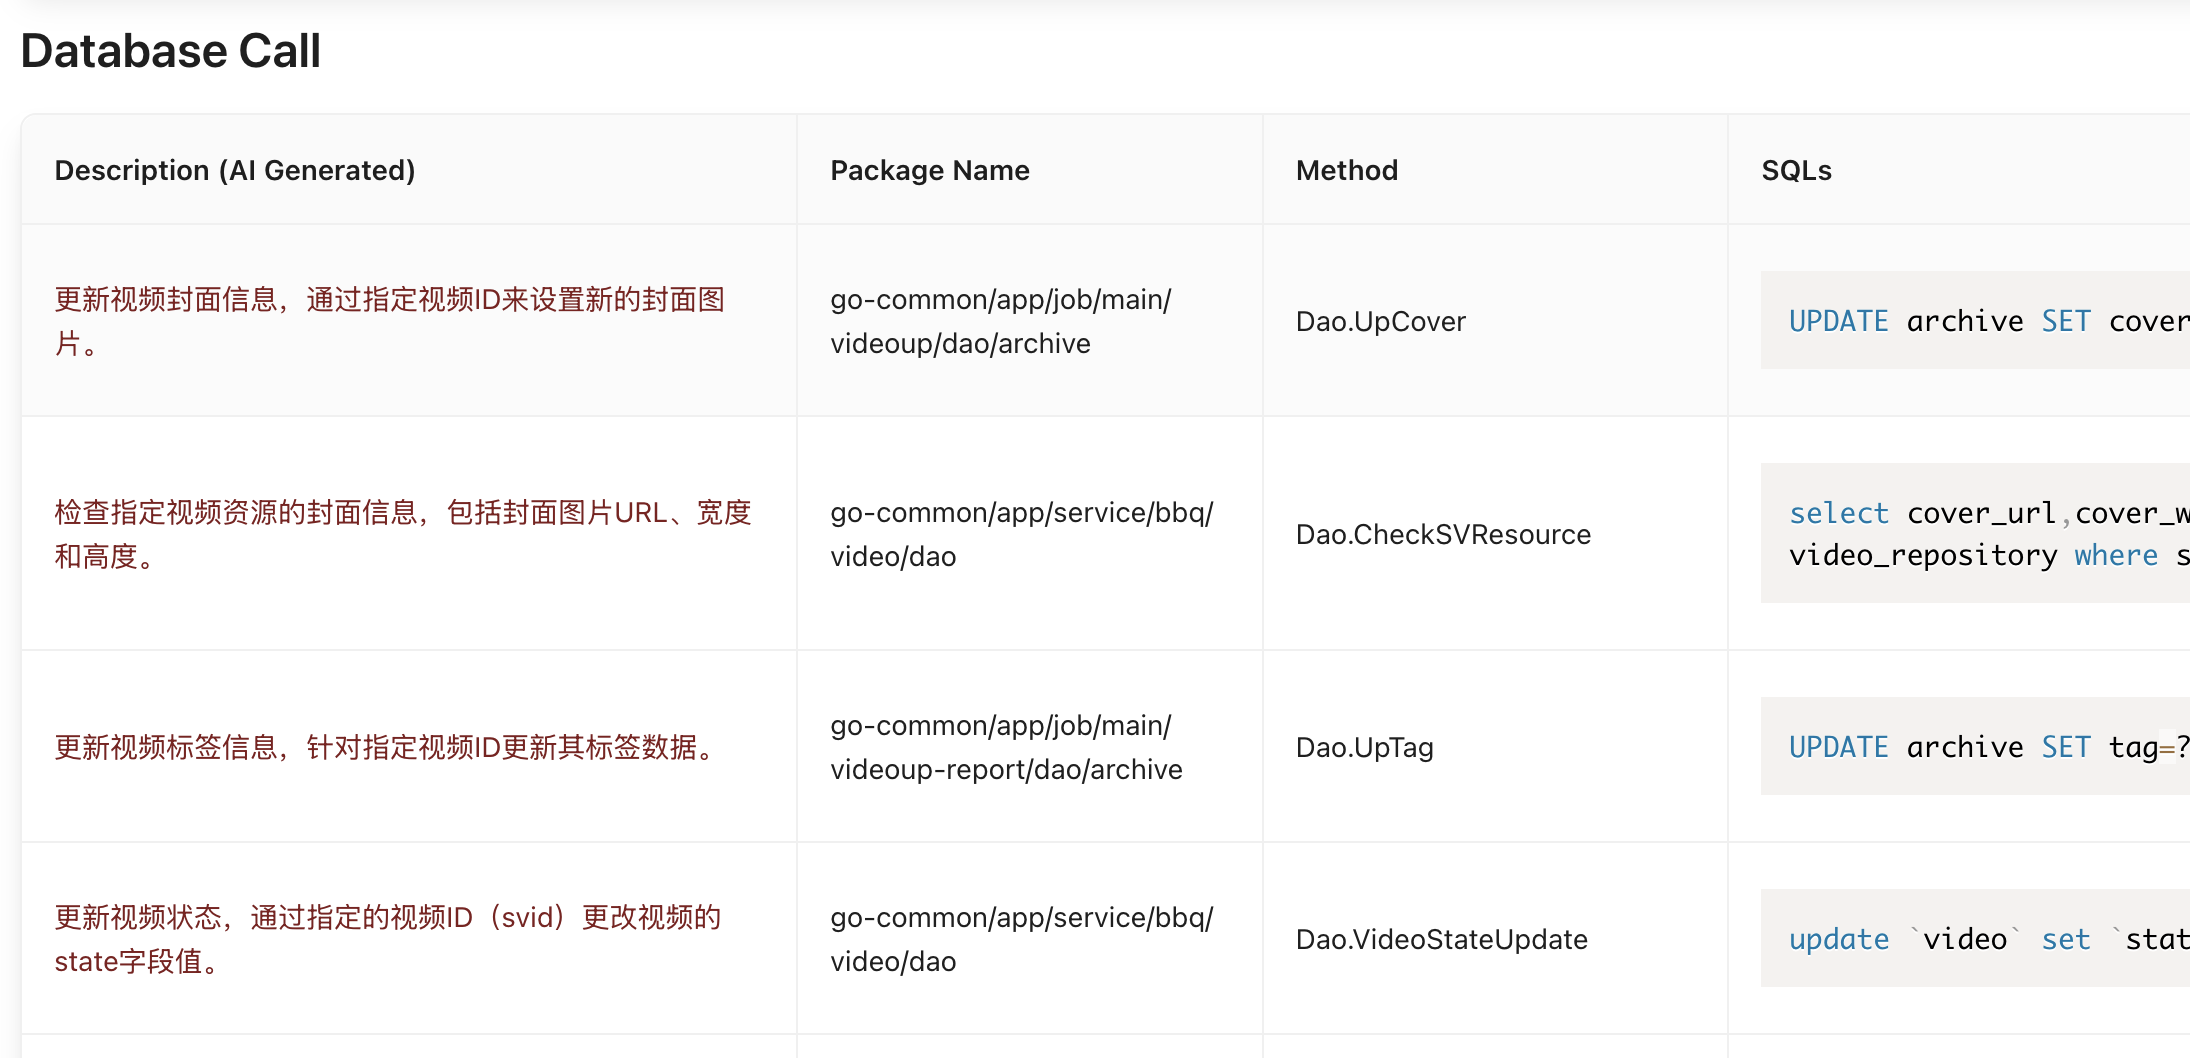 Database Call
Description (AI Generated)
Package Name
Method
SQLs
更新视频封面信息，通过指定视频ID来设置新的封面图
片。
go-common/app/job/main/
videoup/dao/archive
Dao.UpCover
UPDATE archive SET cover
检查指定视频资源的封面信息，包括封面图片URL、宽度
和高度。
go-common/app/service/bbq/
video/dao
Dao.CheckSVResource
select cover_url,cover_w
video_repository where s
更新视频标签信息，针对指定视频ID更新其标签数据。
go-common/app/job/main/
videoup-report/dao/archive
Dao.UpTag
UPDATE archive SET tag=?
更新视频状态，通过指定的视频ID（svid）更改视频的
state字段值。
go-common/app/service/bbq/
video/dao
Dao.VideoStateUpdate
update `video` set `stat